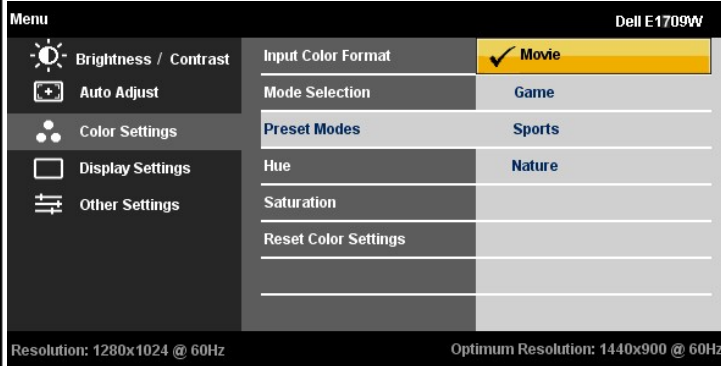 Menu Dell E1709W
Brightness / Contrast Input Color Format Movie
Auto Adjust Mode Selection Game
Color Settings Preset Modes Sports
Display Settings Hue Nature
Other Settings Saturation
Reset Color Settings
Resolution: 1280x1024 @ 60Hz Optimum Resolution: 1440x900 @ 60Hz